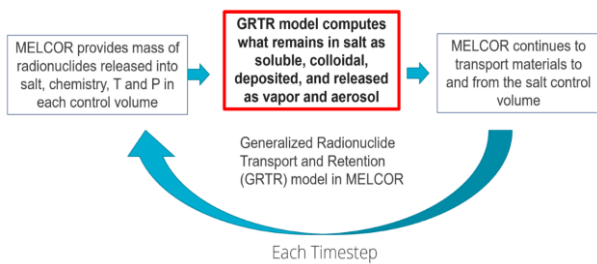 MELCOR provides mass of
radionuclides released into
salt, chemistry, T and P in
each control volume
GRTR model computes
what remains in salt as
soluble, colloidal,
deposited, and released
as vapor and aerosol
MELCOR continues to
transport materials to
and from the salt control
volume
Generalized Radionuclide
Transport and Retention
(GRTR) model in MELCOR
Each Timestep